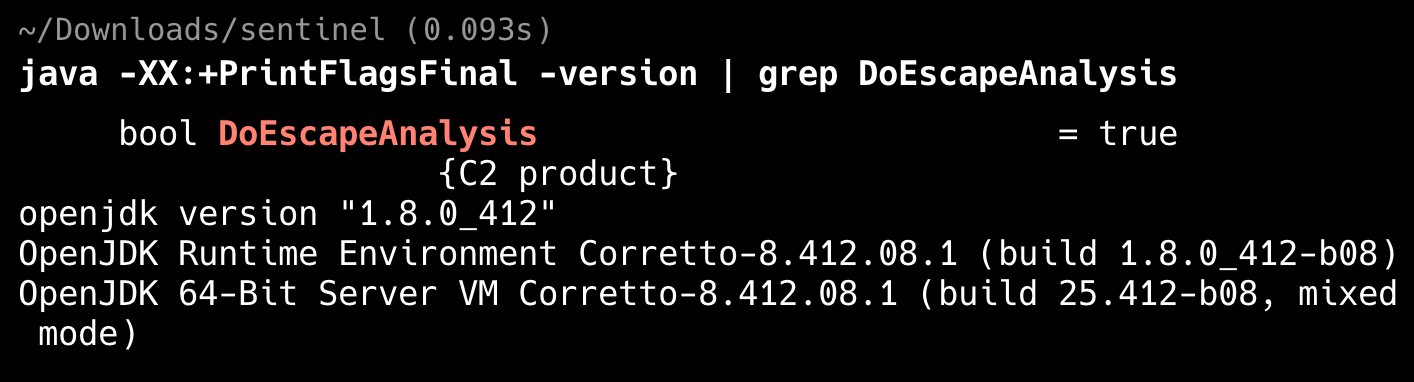 ~/Downloads/sentinel (0.093s)
java -XX:+PrintFlagsFinal -version | grep DoEscapeAnalysis
bool DoEscapeAnalysis = true
{C2 product}
openjdk version "1.8.0_412"
OpenJDK Runtime Environment Corretto-8.412.08.1 (build 1.8.0_412-b08)
OpenJDK 64-Bit Server VM Corretto-8.412.08.1 (build 25.412-b08, mixed
mode)